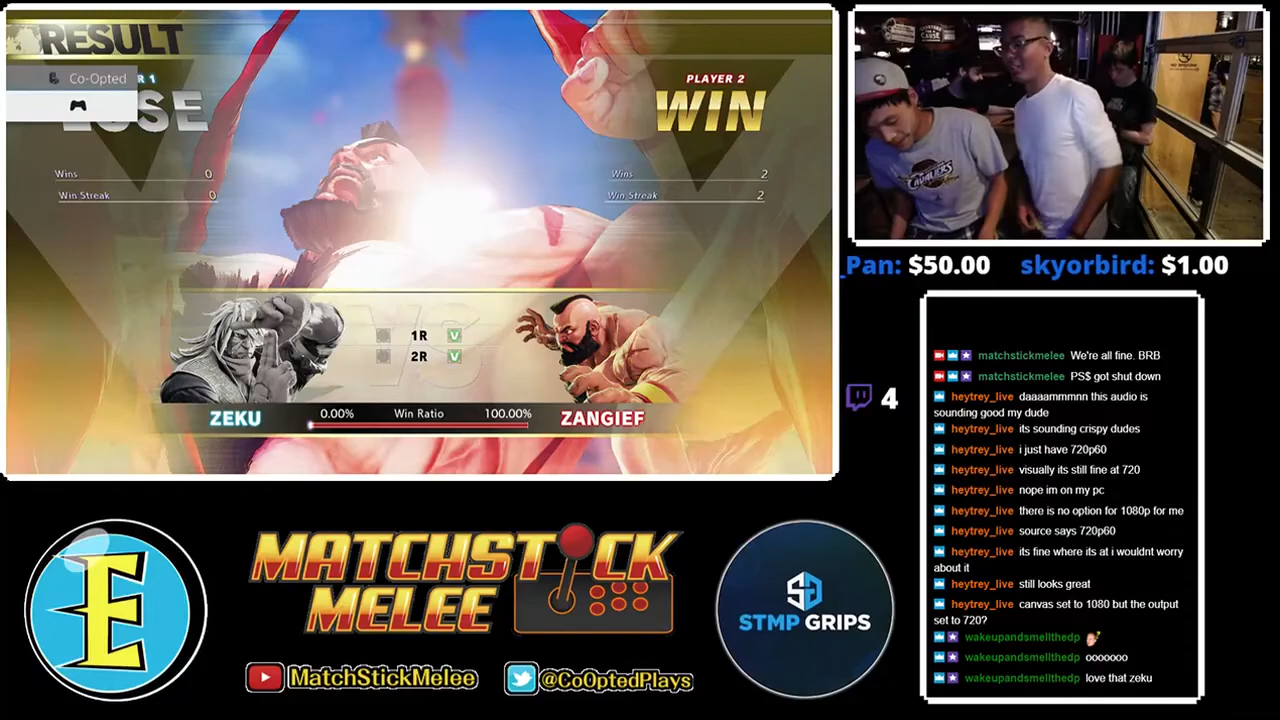 RESULT
Co-Opted
R 1
PLAYER 2
WIN
Wins 0
Win Streak 0
Wins 2
Win Streak 2
VS
1R V
2R V
0.00% Win Ratio 100.00%
ZEKU
ZANGIEF
CAVALIERS
_Pan: $50.00 skyorbird: $1.00
4
matchstickmelee We're all fine. BRB
matchstickmelee PS$ got shut down
heytrey_live daaaammmnn this audio is
sounding good my dude
heytrey_live its sounding crispy dudes
heytrey_live i just have 720p60
heytrey_live visually its still fine at 720
heytrey_live nope im on my pc
heytrey_live there is no option for 1080p for me
heytrey_live source says 720p60
heytrey_live its fine where its at i wouldnt worry
about it
heytrey_live still looks great
heytrey_live canvas set to 1080 but the output
set to 720?
wakeupandsmellthedp
wakeupandsmellthedp ooooooo
wakeupandsmellthedp love that zeku
E
MATCHSTICK
MELEE
STMP GRIPS
MatchStickMelee
@CoOptedPlays